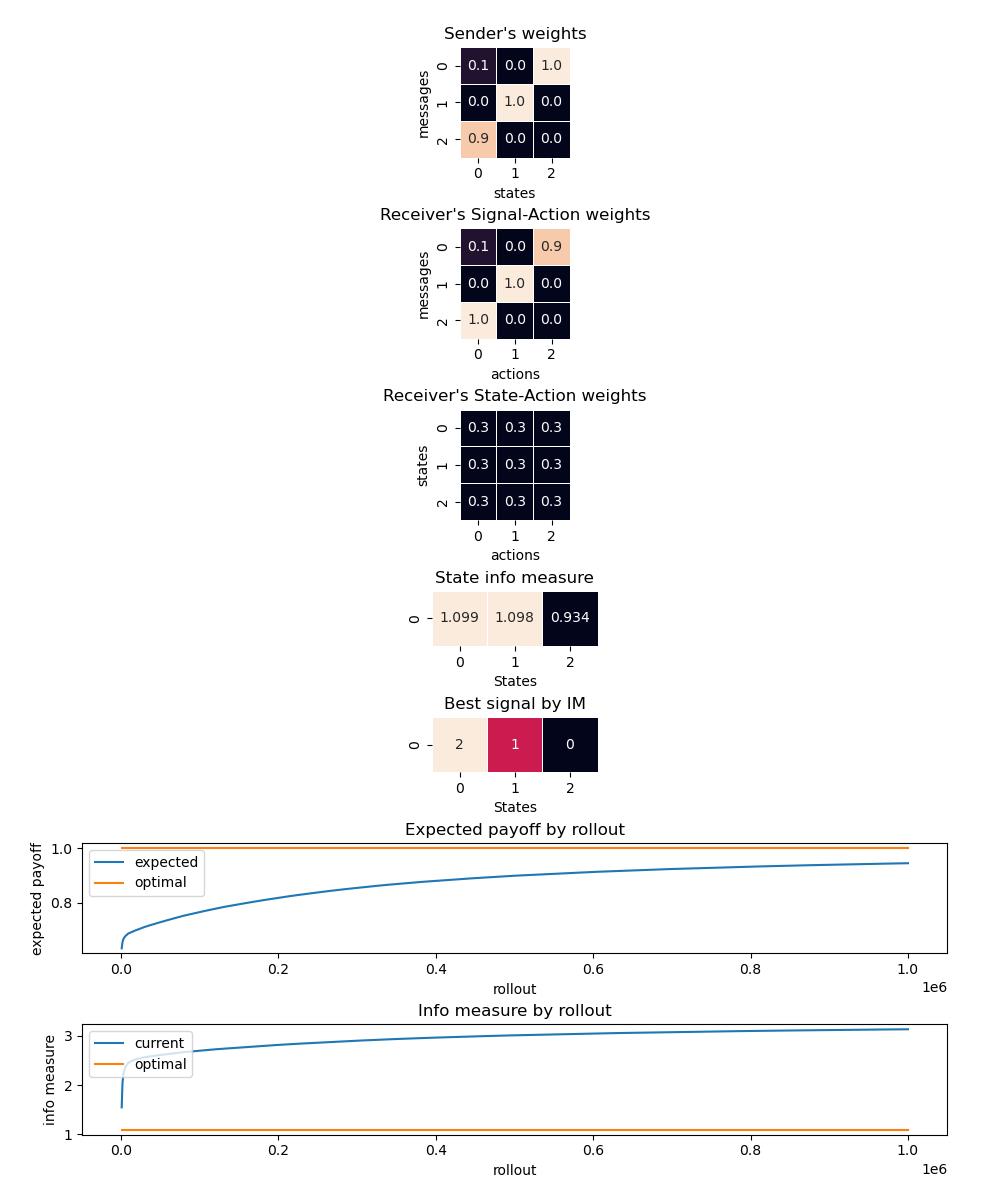 Sender's weights
0 0.1 0.0 1.0
messages
1 0.0 1.0 0.0
2 0.9 0.0 0.0
0 1 2
states
Receiver's Signal-Action weights
0 0.1 0.0 0.9
messages
1 0.0 1.0 0.0
2 1.0 0.0 0.0
0 1 2
actions
Receiver's State-Action weights
0 0.3 0.3 0.3
states
1 0.3 0.3 0.3
2 0.3 0.3 0.3
0 1 2
actions
State info measure
0 1.099 1.098 0.934
0 1 2
States
Best signal by IM
0 2 1 0
0 1 2
States
Expected payoff by rollout
expected payoff
1.0
0.8
expected
optimal
0.0 0.2 0.4 0.6 0.8 1.0
1e6
rollout
Info measure by rollout
info measure
3
2
1
current
optimal
0.0 0.2 0.4 0.6 0.8 1.0
1e6
rollout